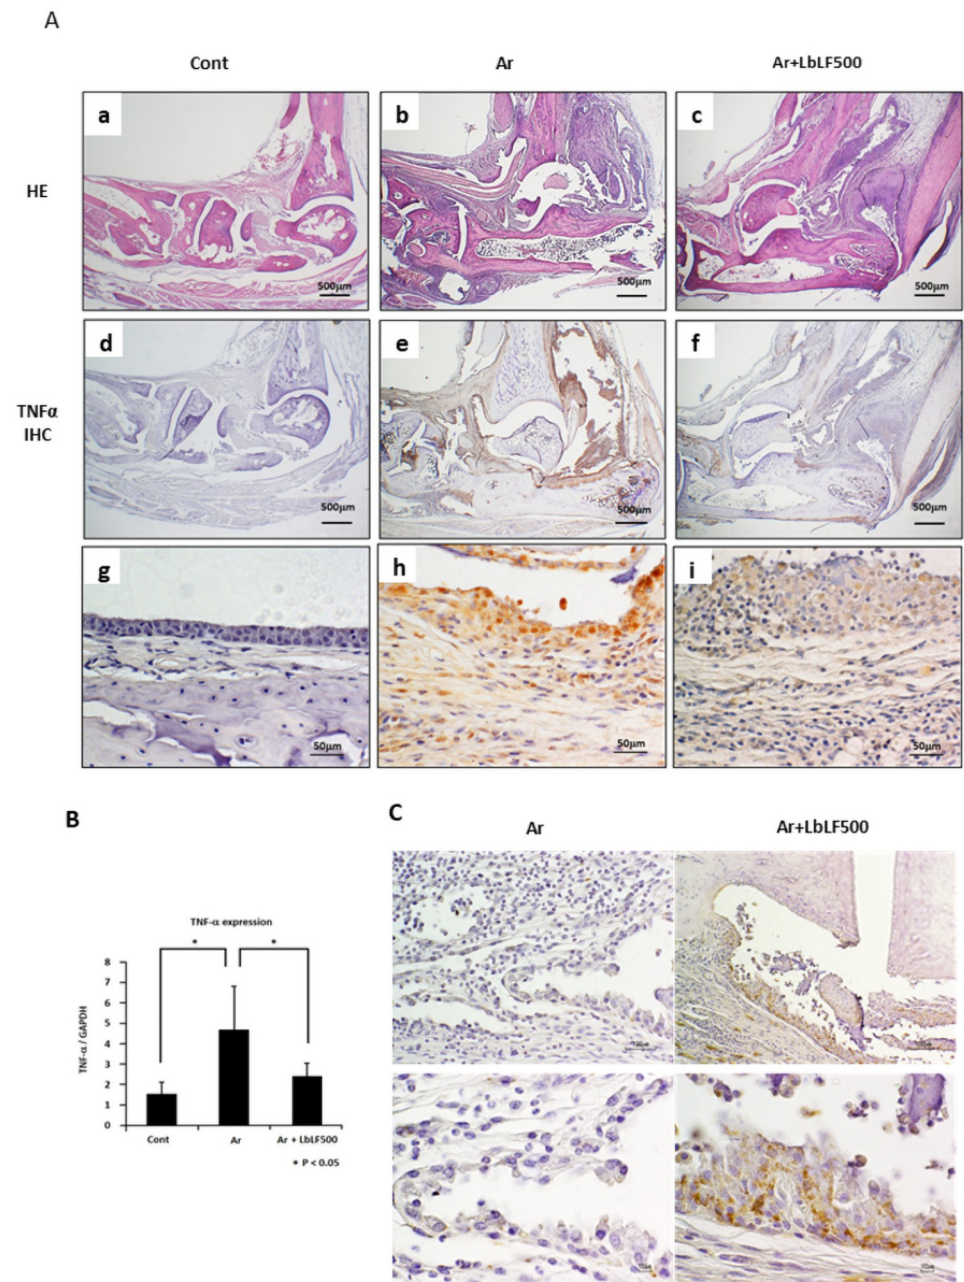 A
Cont Ar Ar+LbLF500
HE
a b c
500μm 500μm 500μm
TNFα
IHC
d e f
500μm 500μm 500μm
g h i
50μm 50μm 50μm
B
TNF-α expression
* *
TNF-α / GAPDH
8
7
6
5
4
3
2
1
0
Cont Ar Ar + LbLF500
* P < 0.05
C
Ar Ar+LbLF500